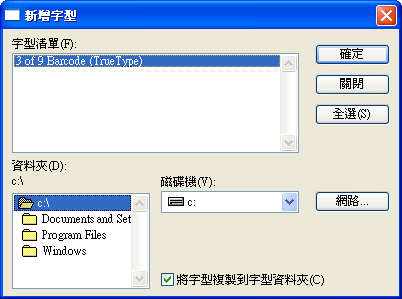 新增字型
字型清單(F):
3 of 9 Barcode (TrueType)
確定
關閉
全選(S)
資料夾(D):
c:\
磁碟機(V):
c:\
Documents and Set
Program Files
Windows
c:
網路...
將字型複製到字型資料夾(C)